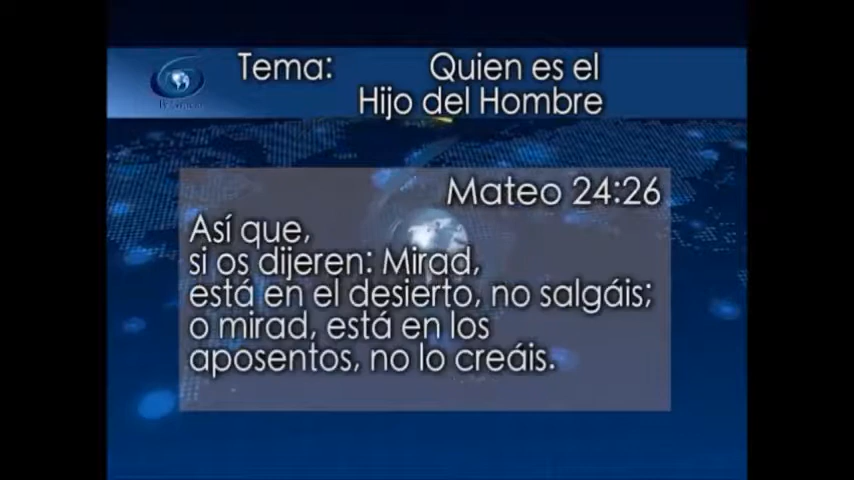 Tema: Quien es el
Hijo del Hombre
Mateo 24:26
Así que,
si os dijeren: Mirad,
está en el desierto, no salgáis;
o mirad, está en los
aposentos, no lo creáis.